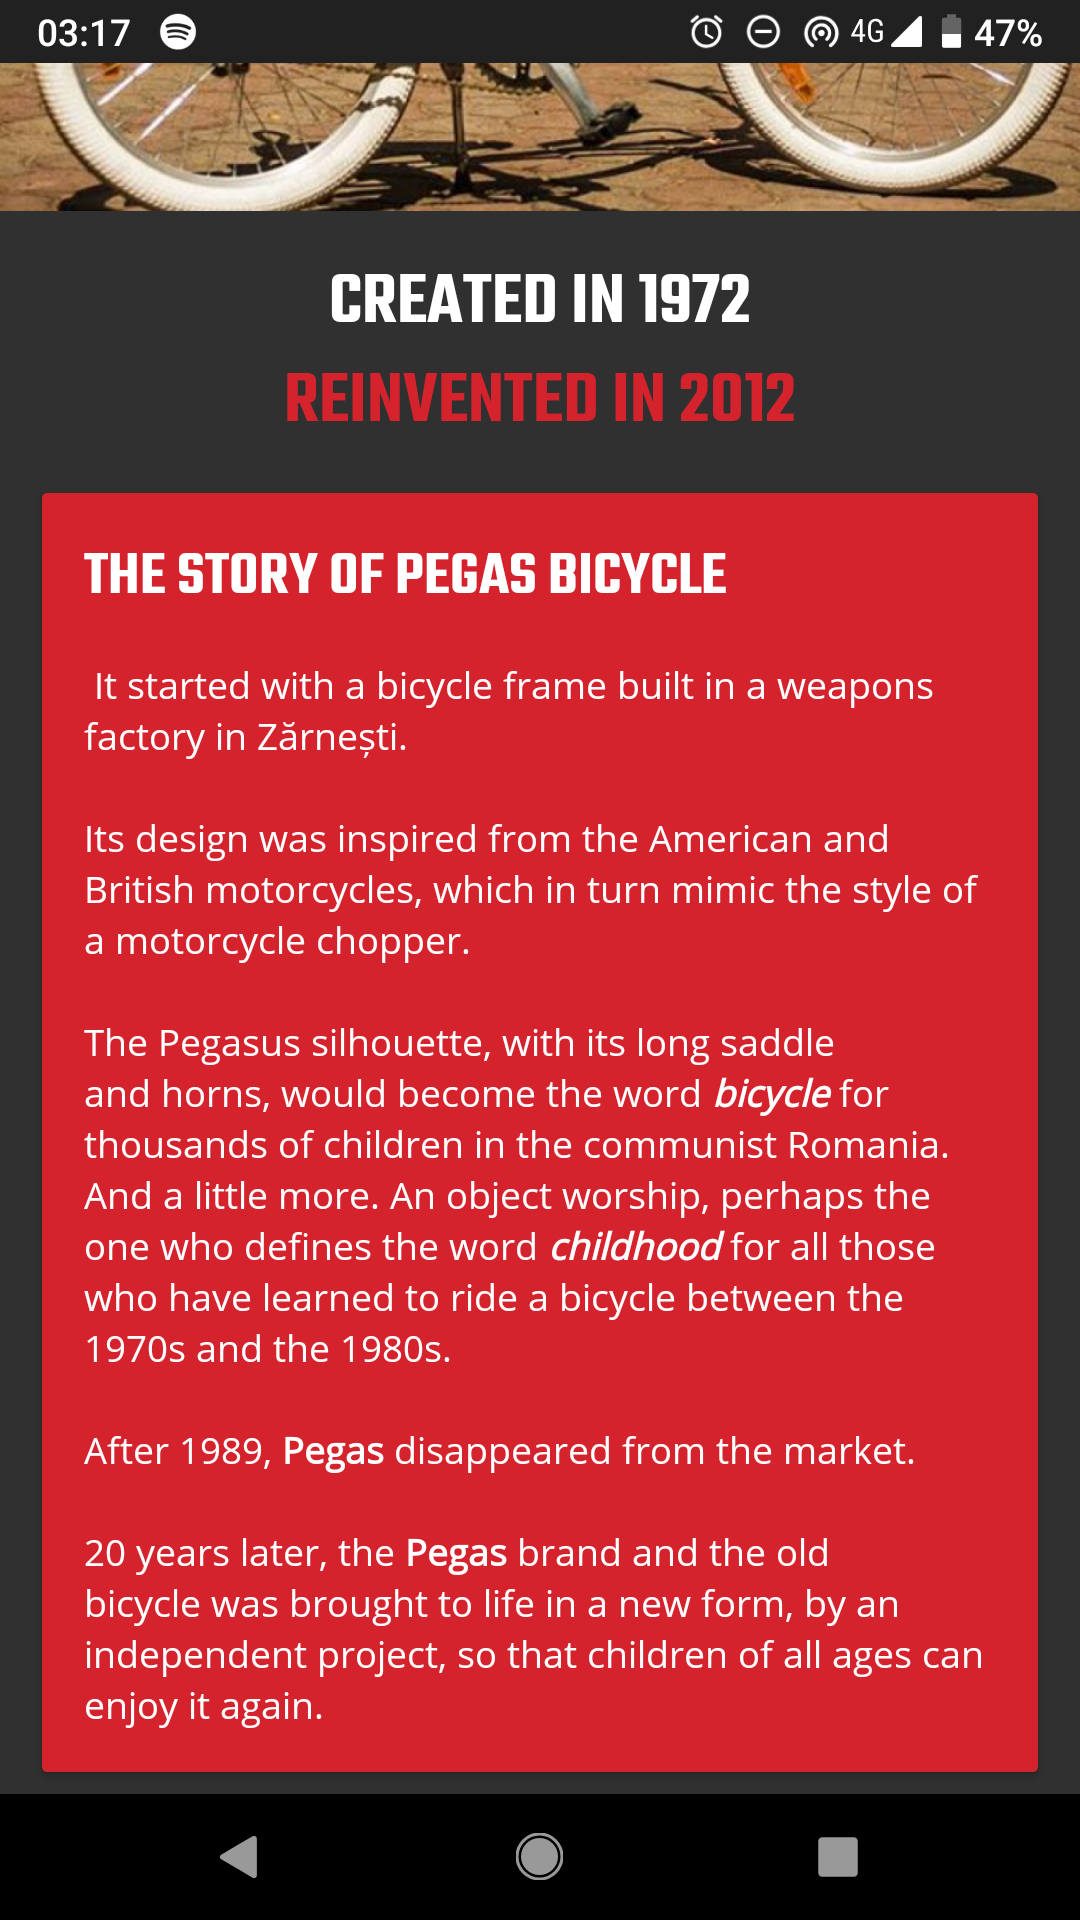 03:17
4G
47%
CREATED IN 1972
REINVENTED IN 2012
THE STORY OF PEGAS BICYCLE
It started with a bicycle frame built in a weapons
factory in Zărnești.
Its design was inspired from the American and
British motorcycles, which in turn mimic the style of
a motorcycle chopper.
The Pegasus silhouette, with its long saddle
and horns, would become the word bicycle for
thousands of children in the communist Romania.
And a little more. An object worship, perhaps the
one who defines the word childhood for all those
who have learned to ride a bicycle between the
1970s and the 1980s.
After 1989, Pegas disappeared from the market.
20 years later, the Pegas brand and the old
bicycle was brought to life in a new form, by an
independent project, so that children of all ages can
enjoy it again.